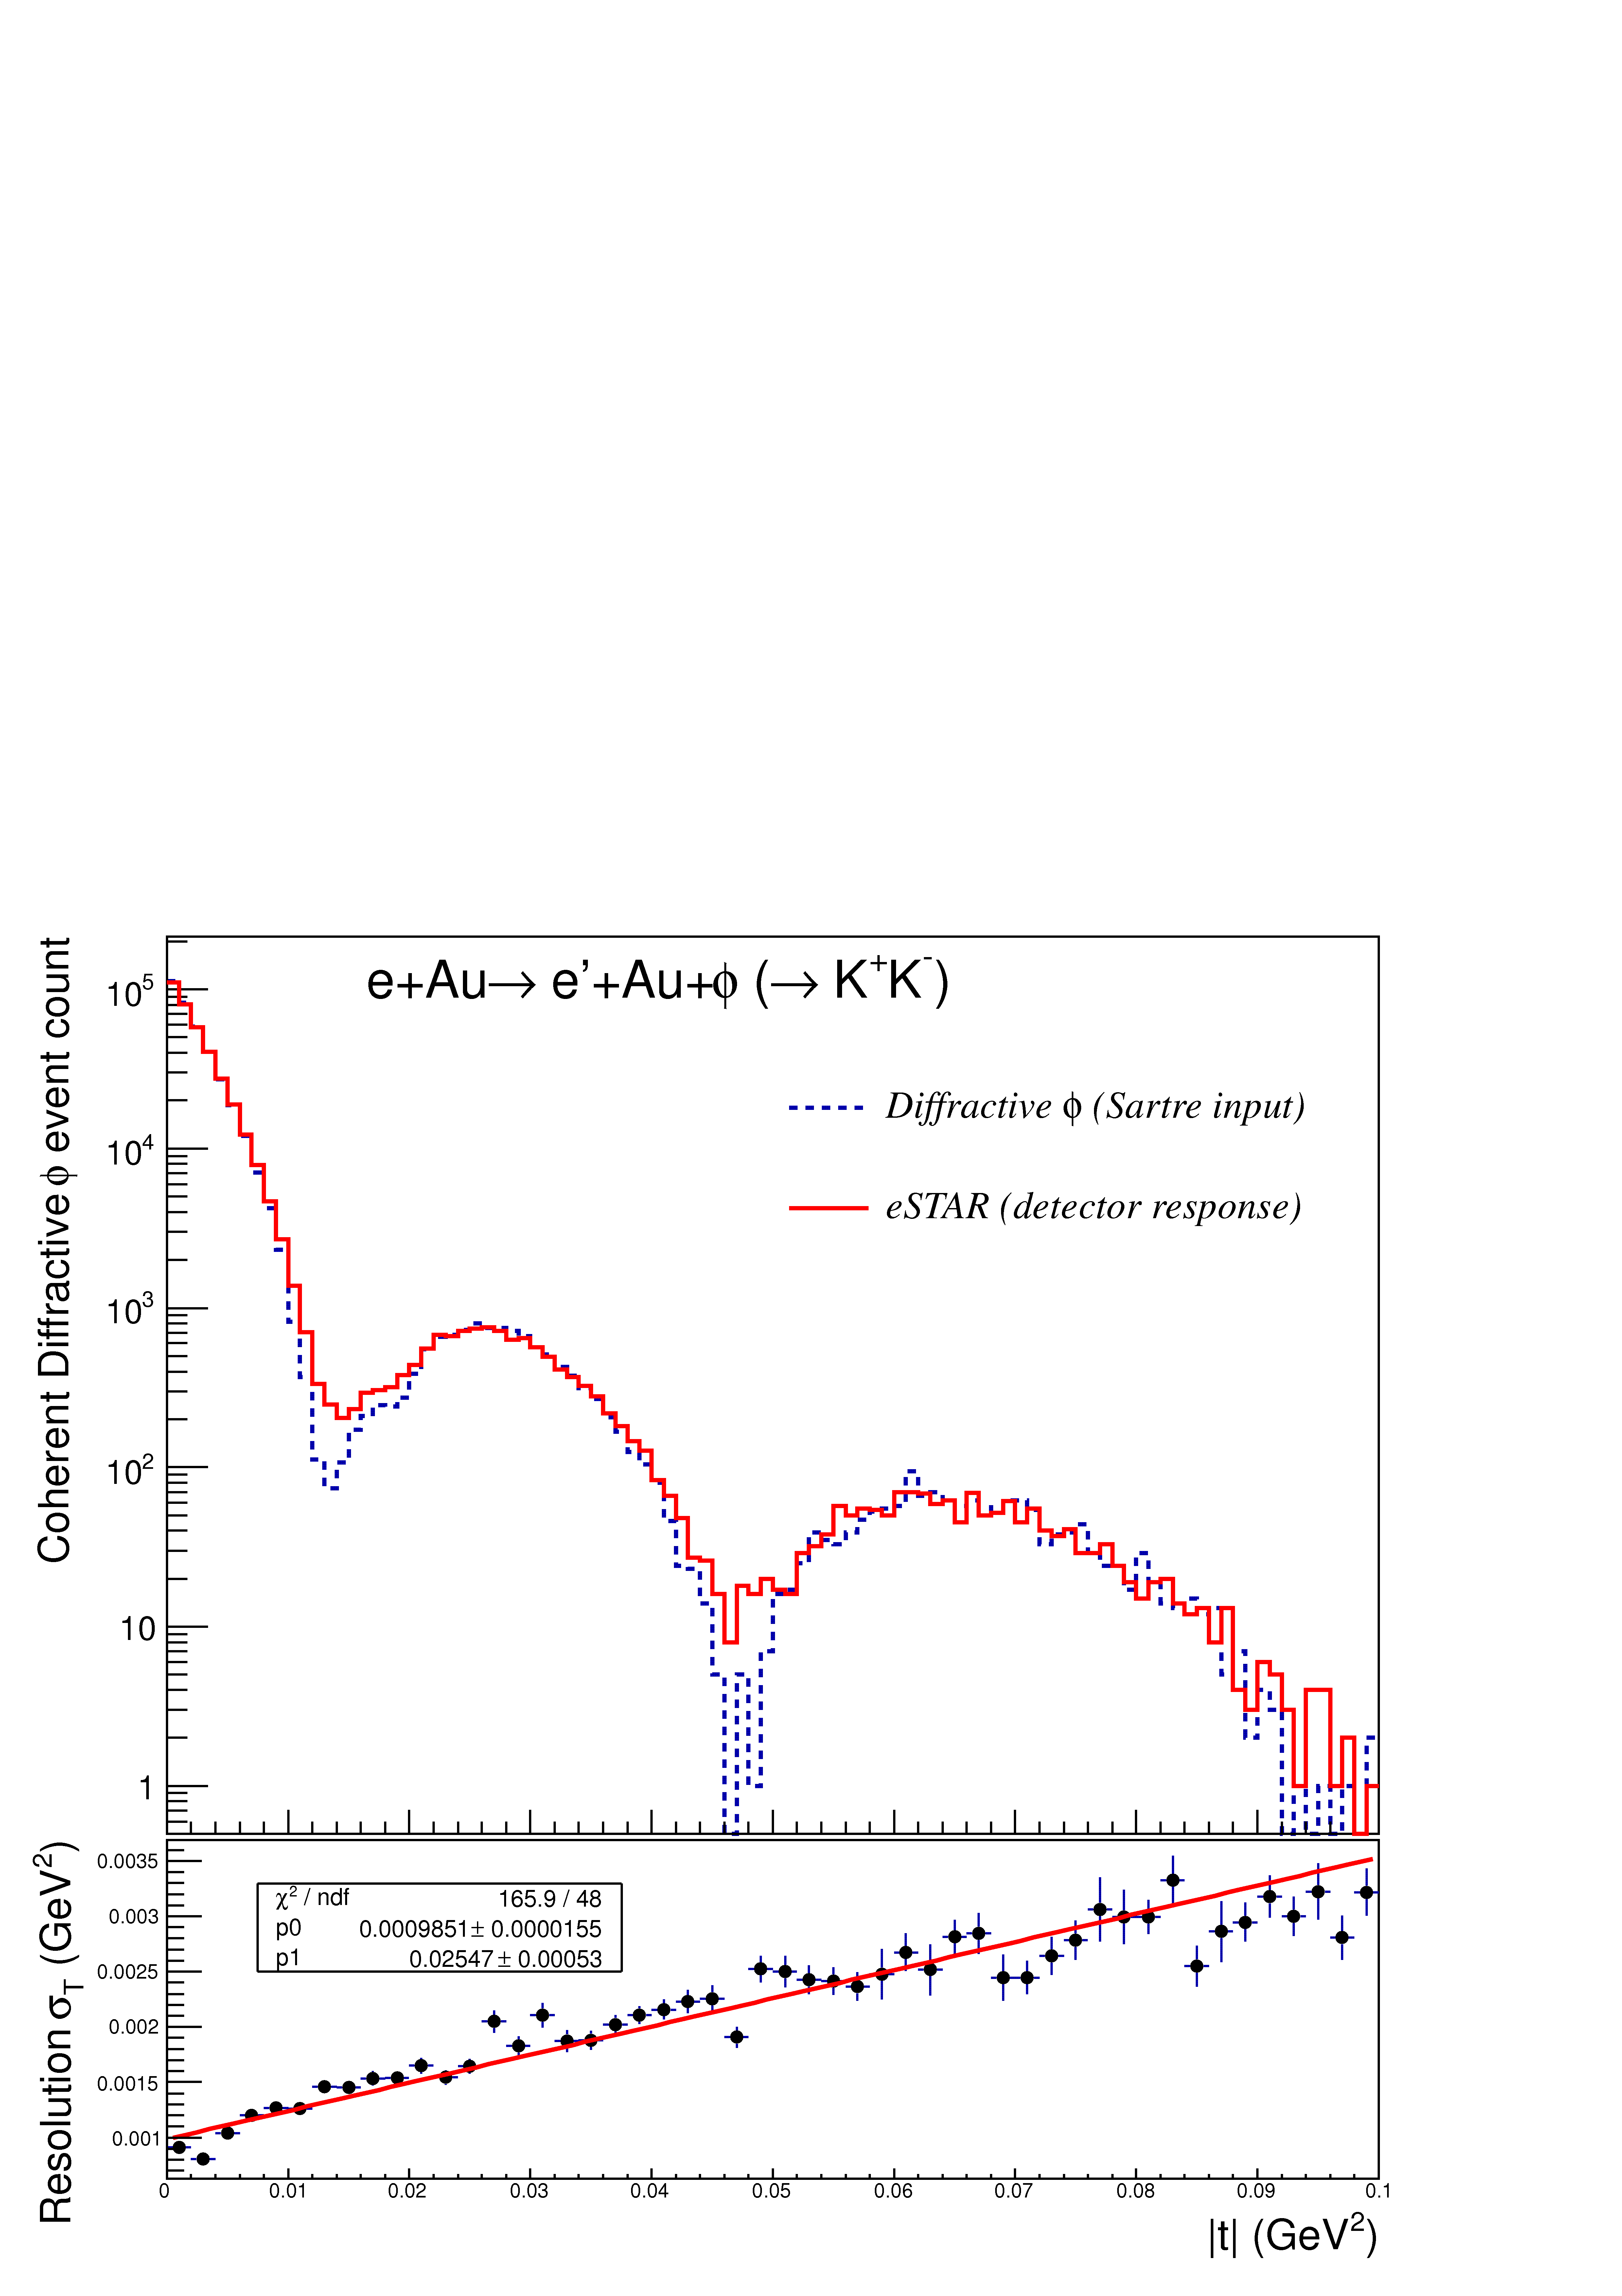 e+Au→ e'+Au+ϕ (→ K⁺K⁻)
Diffractive ϕ (Sartre input)
eSTAR (detector response)
Coherent Diffractive ϕ event count
10⁵
10⁴
10³
10²
10
1
Resolution σ_T (GeV²)
0.0035
0.003
0.0025
0.002
0.0015
0.001
χ² / ndf 165.9 / 48
p0 0.0009851± 0.0000155
p1 0.02547± 0.00053
0 0.01 0.02 0.03 0.04 0.05 0.06 0.07 0.08 0.09 0.1
|t| (GeV²)